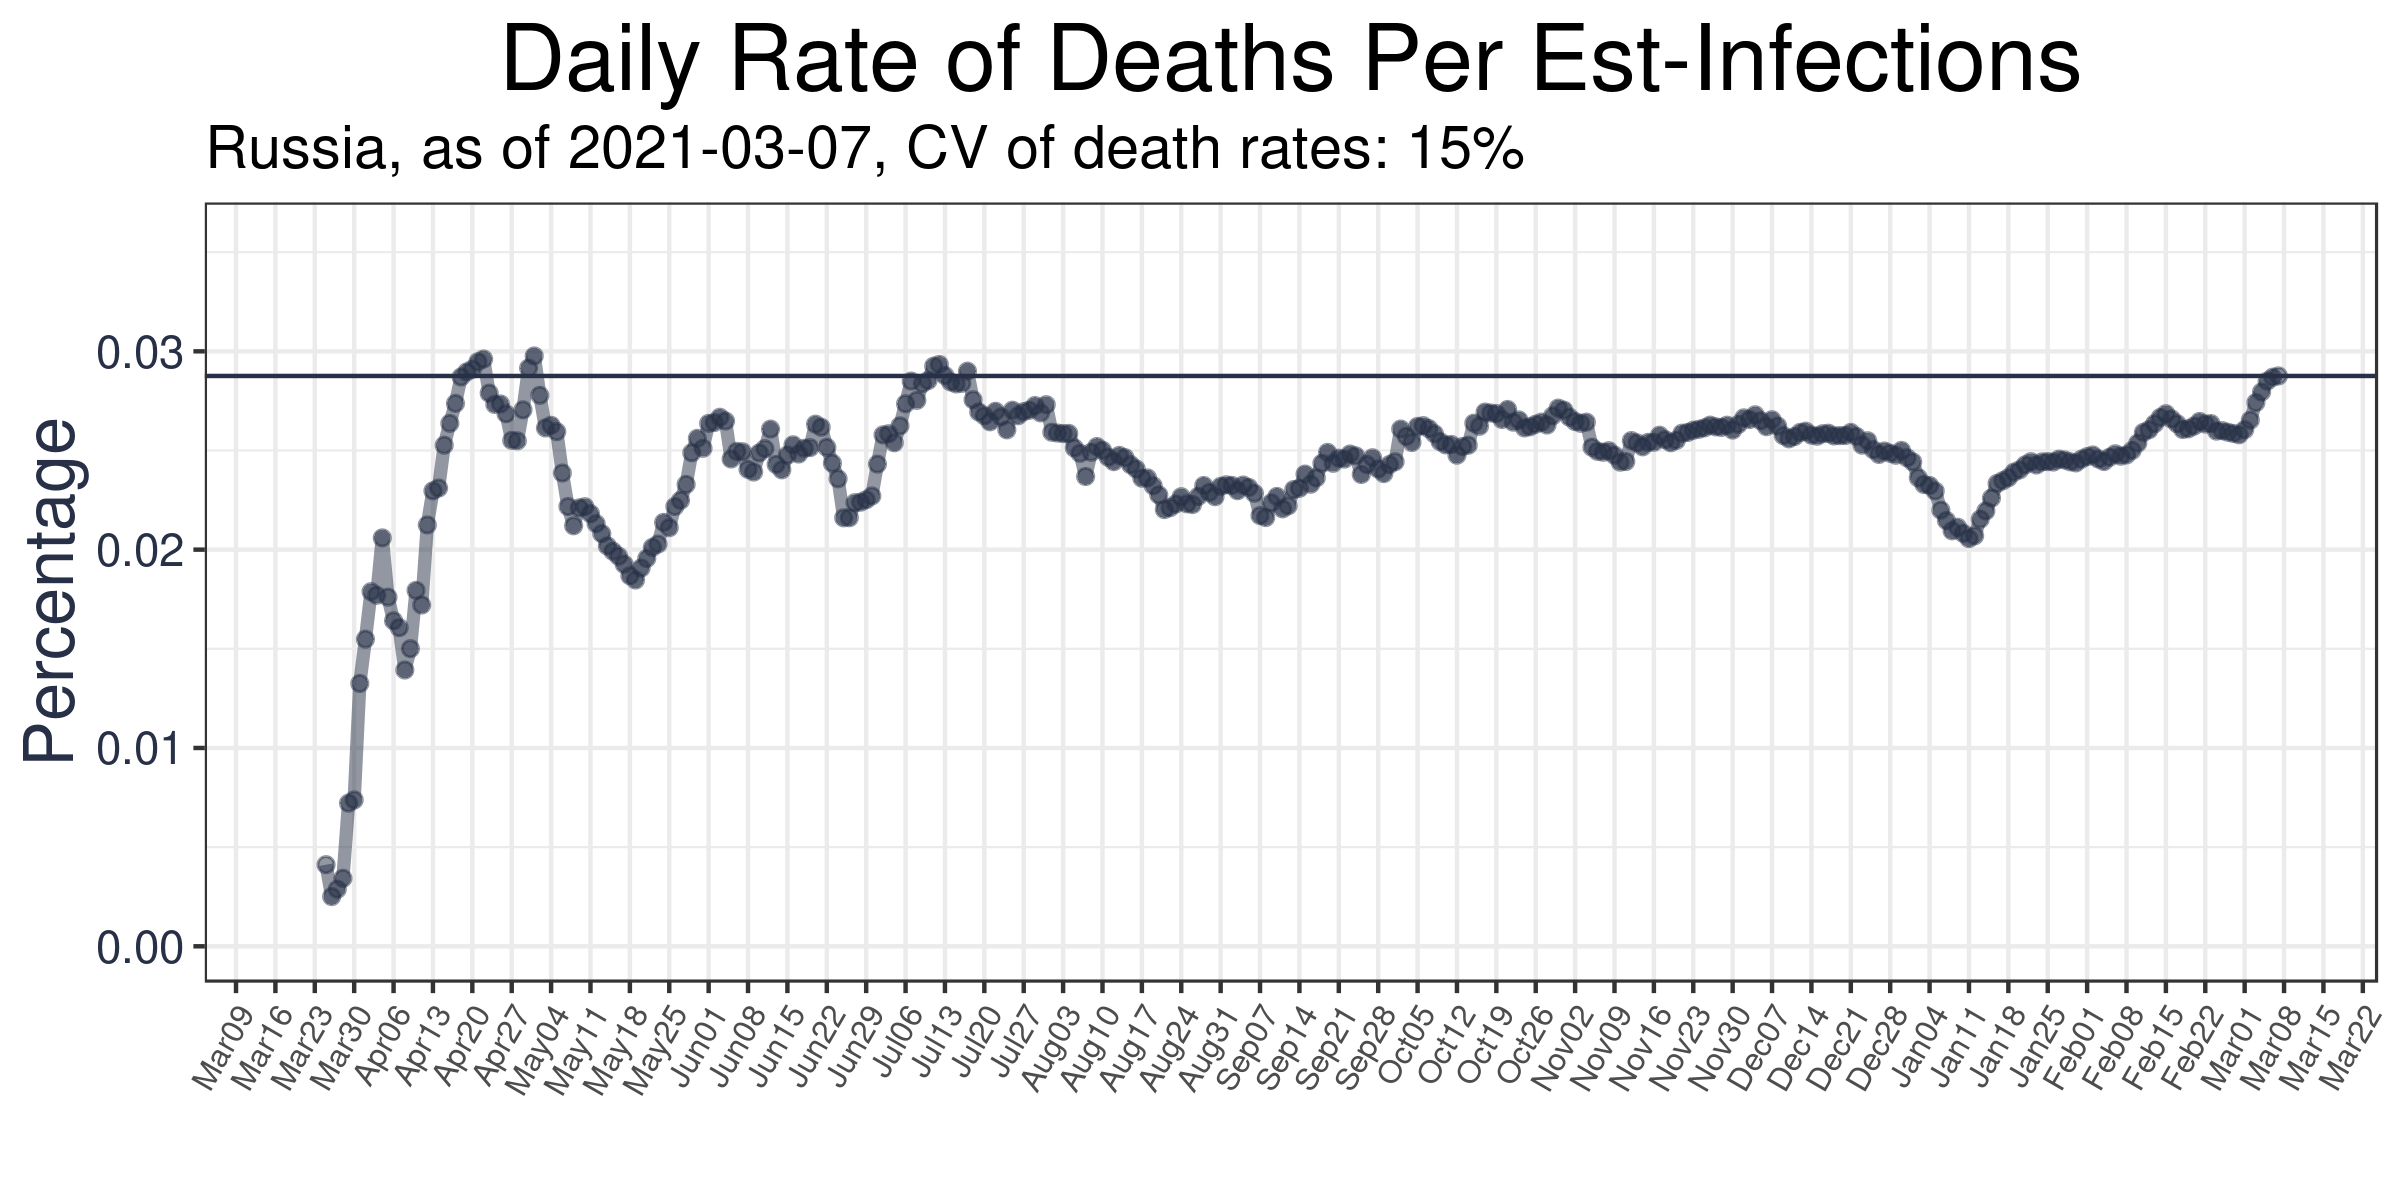 Daily Rate of Deaths Per Est-Infections
Russia, as of 2021-03-07, CV of death rates: 15%
Percentage
0.03
0.02
0.01
0.00
Mar09 Mar16 Mar23 Mar30 Apr06 Apr13 Apr20 Apr27 May04 May11 May18 May25 Jun01 Jun08 Jun15 Jun22 Jun29 Jul06 Jul13 Jul20 Jul27 Aug03 Aug10 Aug17 Aug24 Aug31 Sep07 Sep14 Sep21 Sep28 Oct05 Oct12 Oct19 Oct26 Nov02 Nov09 Nov16 Nov23 Nov30 Dec07 Dec14 Dec21 Dec28 Jan04 Jan11 Jan18 Jan25 Feb01 Feb08 Feb15 Feb22 Mar01 Mar08 Mar15 Mar22